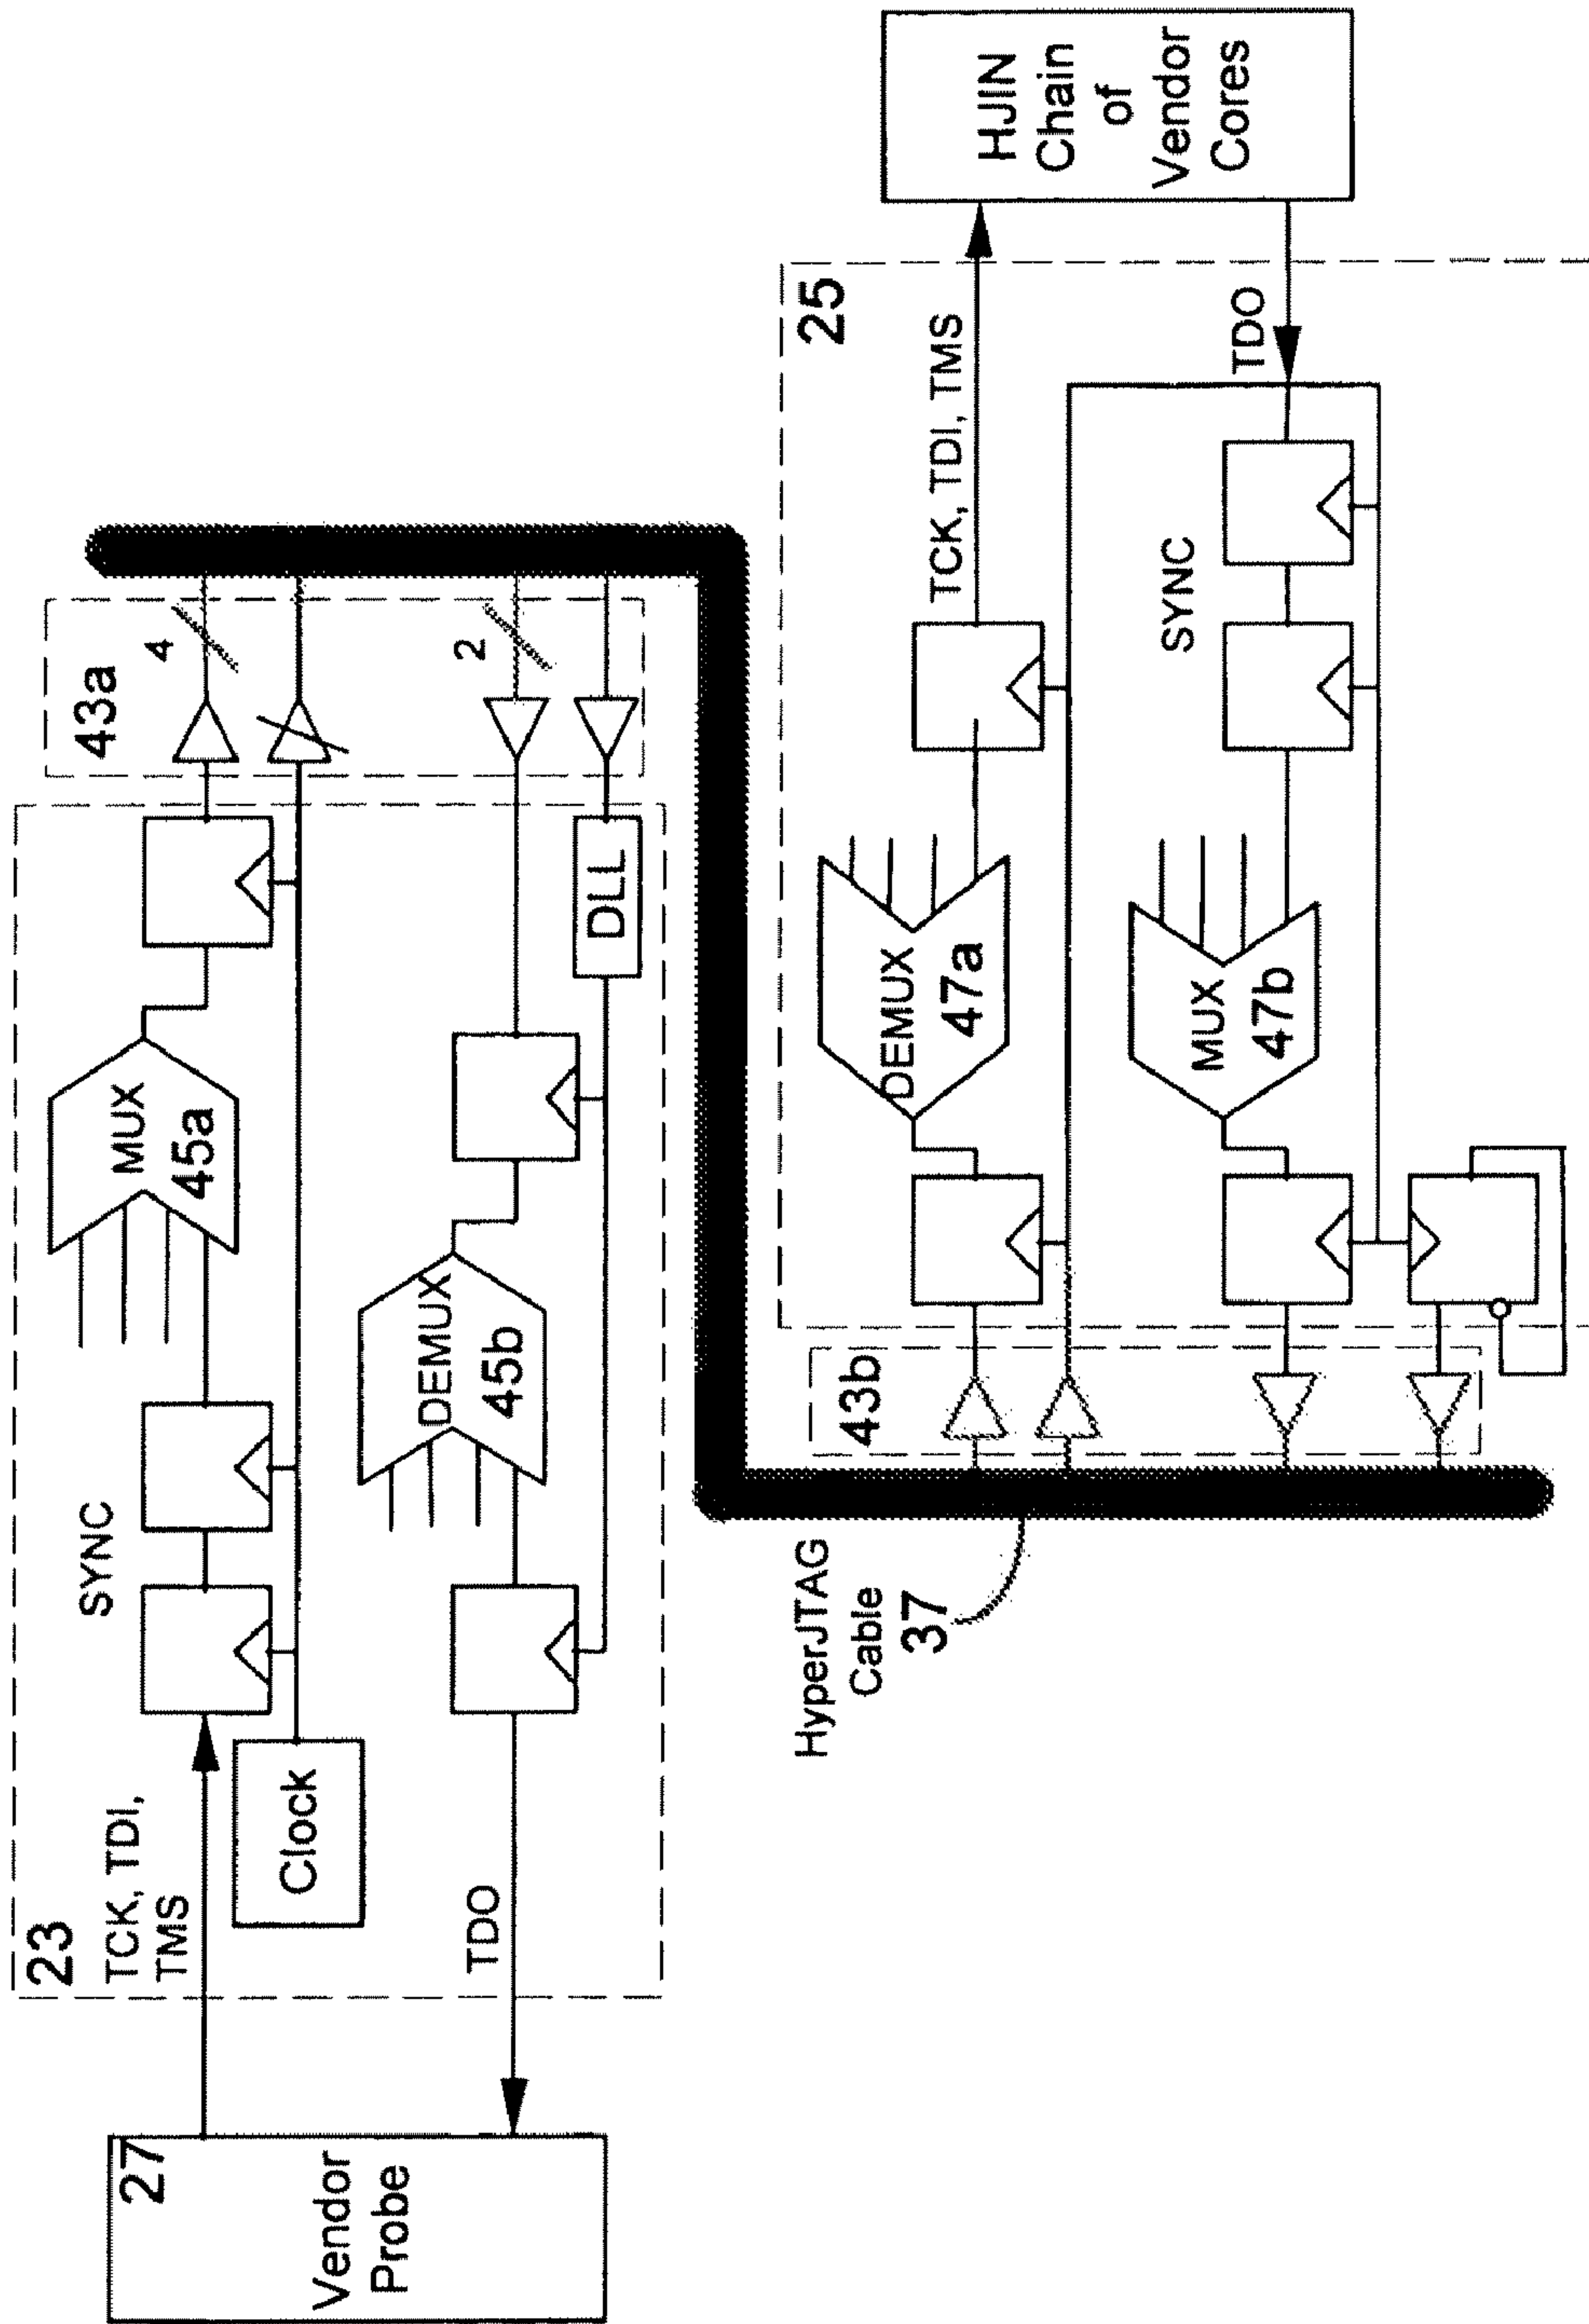 27
Vendor
Probe
23
TCK, TDI,
TMS
TDO
Clock
SYNC
MUX
45a
DEMUX
45b
DLL
43a
4
2
HyperJTAG
Cable
37
43b
25
DEMUX
47a
MUX
47b
SYNC
TCK, TDI, TMS
TDO
HJIN
Chain
of
Vendor
Cores